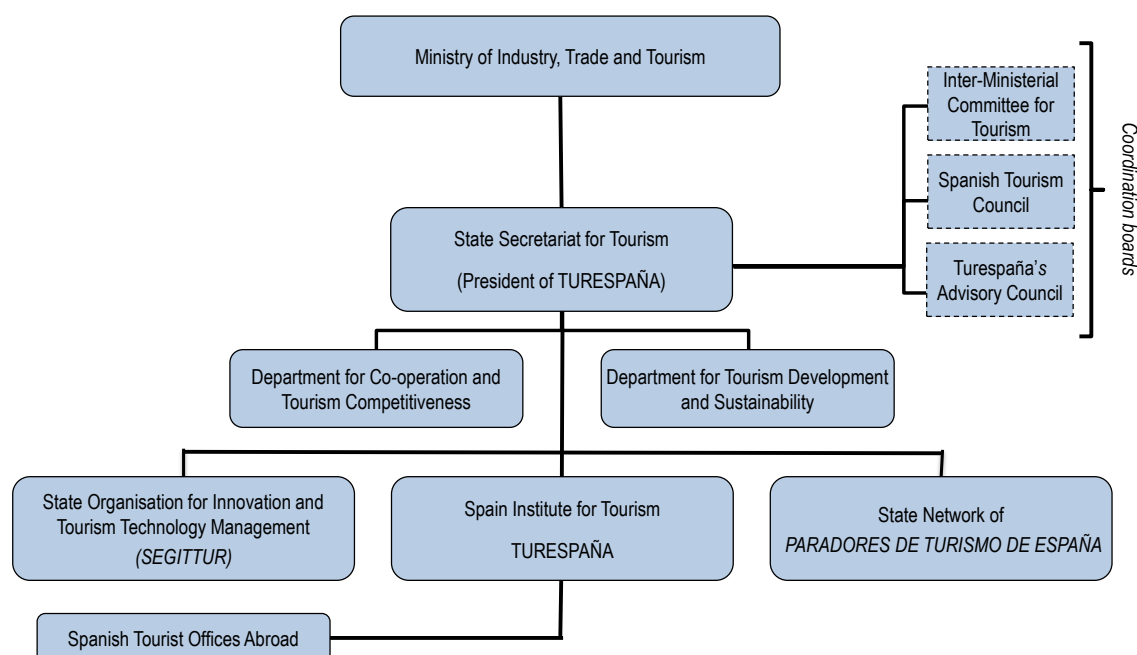 Ministry of Industry, Trade and Tourism
Inter-Ministerial
Committee for
Tourism
Spanish Tourism
Council
Turespaña's
Advisory Council
Coordination boards
State Secretariat for Tourism
(President of TURESPAÑA)
Department for Co-operation and
Tourism Competitiveness
Department for Tourism Development
and Sustainability
State Organisation for Innovation and
Tourism Technology Management
(SEGITTUR)
Spain Institute for Tourism
TURESPAÑA
State Network of
PARADORES DE TURISMO DE ESPAÑA
Spanish Tourist Offices Abroad